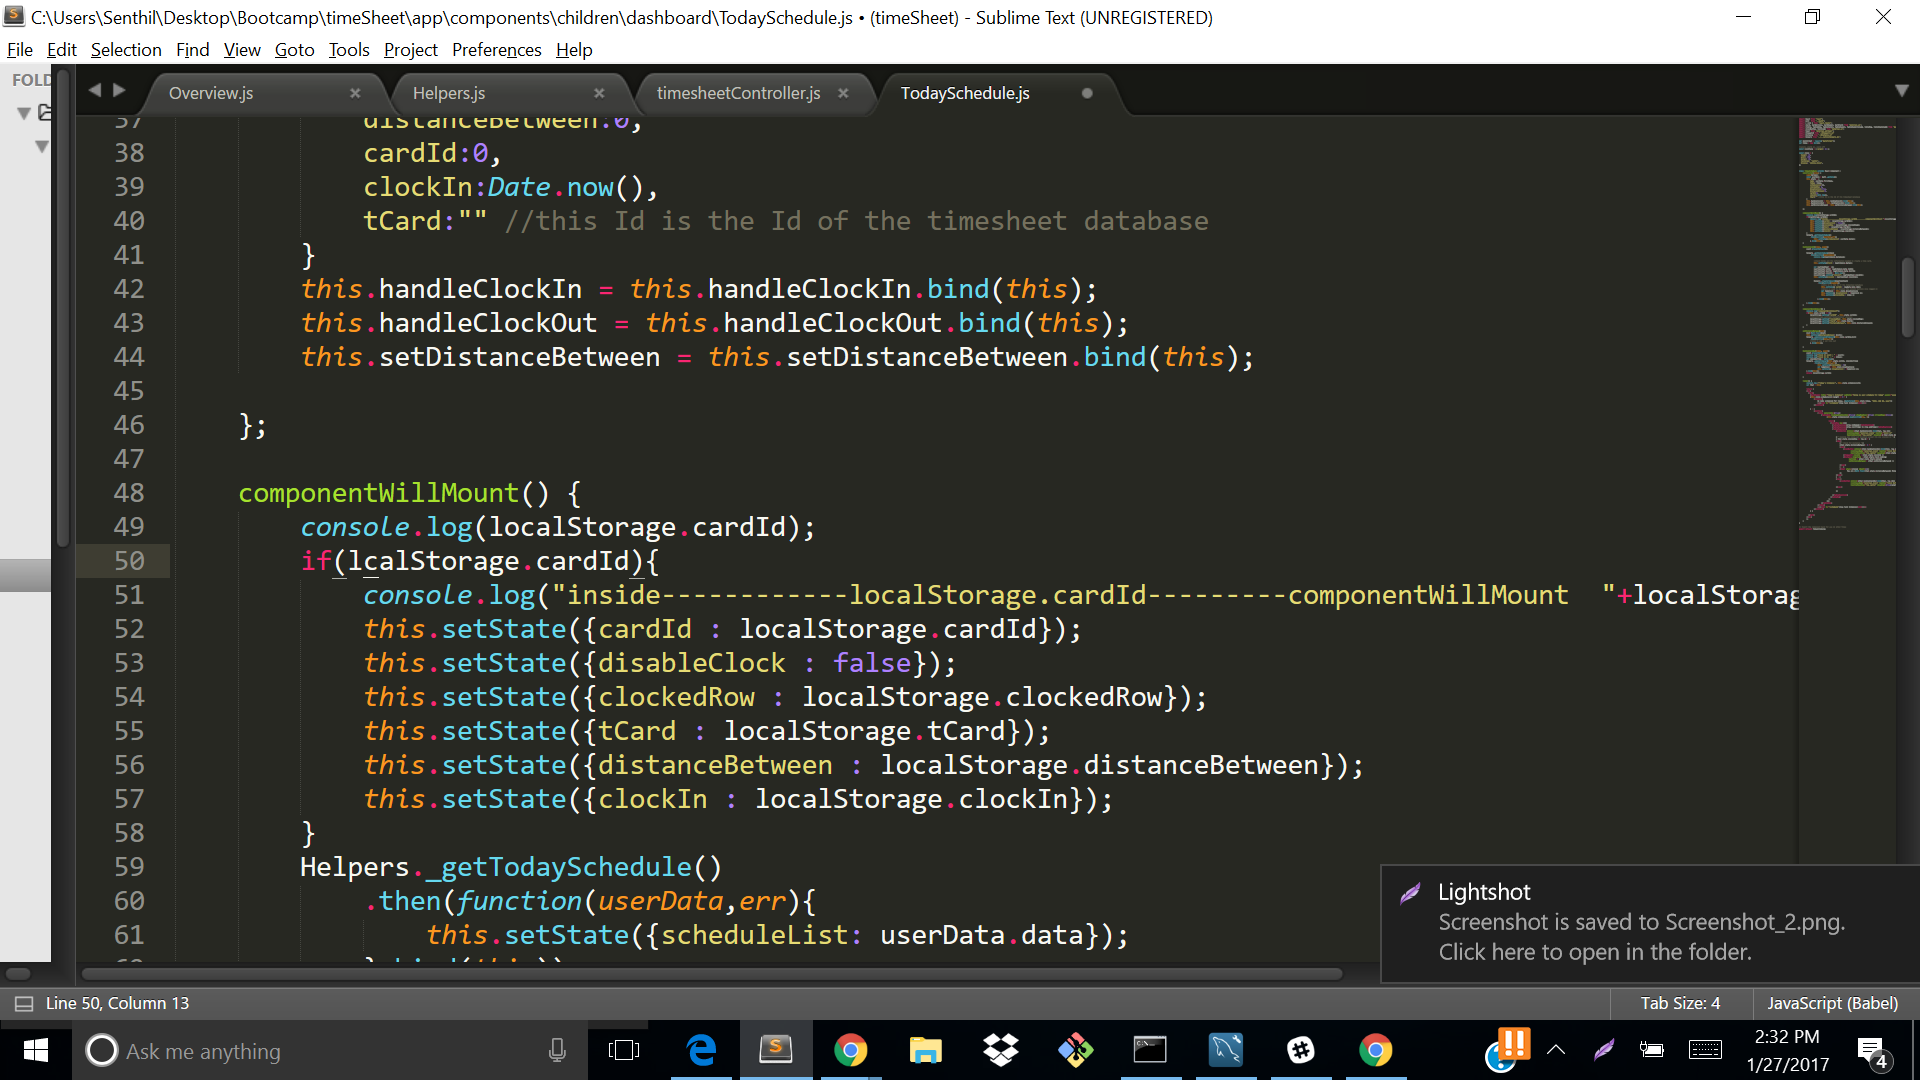 C:\Users\Senthil\Desktop\Bootcamp\timeSheet\app\components\children\dashboard\TodaySchedule.js • (timeSheet) - Sublime Text (UNREGISTERED)
File Edit Selection Find View Goto Tools Project Preferences Help
FOLD
Overview.js Helpers.js timesheetController.js TodaySchedule.js
37 distanceBetween:0,
38 cardId:0,
39 clockIn:Date.now(),
40 tCard:"" //this Id is the Id of the timesheet database
41 }
42 this.handleClockIn = this.handleClockIn.bind(this);
43 this.handleClockOut = this.handleClockOut.bind(this);
44 this.setDistanceBetween = this.setDistanceBetween.bind(this);
45
46 };
47
48 componentWillMount() {
49 console.log(localStorage.cardId);
50 if(lcalStorage.cardId){
51 console.log("inside------------localStorage.cardId---------componentWillMount  "+localStorag
52 this.setState({cardId : localStorage.cardId});
53 this.setState({disableClock : false});
54 this.setState({clockedRow : localStorage.clockedRow});
55 this.setState({tCard : localStorage.tCard});
56 this.setState({distanceBetween : localStorage.distanceBetween});
57 this.setState({clockIn : localStorage.clockIn});
58 }
59 Helpers._getTodaySchedule()
60 .then(function(userData,err){
61 this.setState({scheduleList: userData.data});
Lightshot
Screenshot is saved to Screenshot_2.png.
Click here to open in the folder.
Line 50, Column 13 Tab Size: 4 JavaScript (Babel)
Ask me anything
2:32 PM
1/27/2017
4